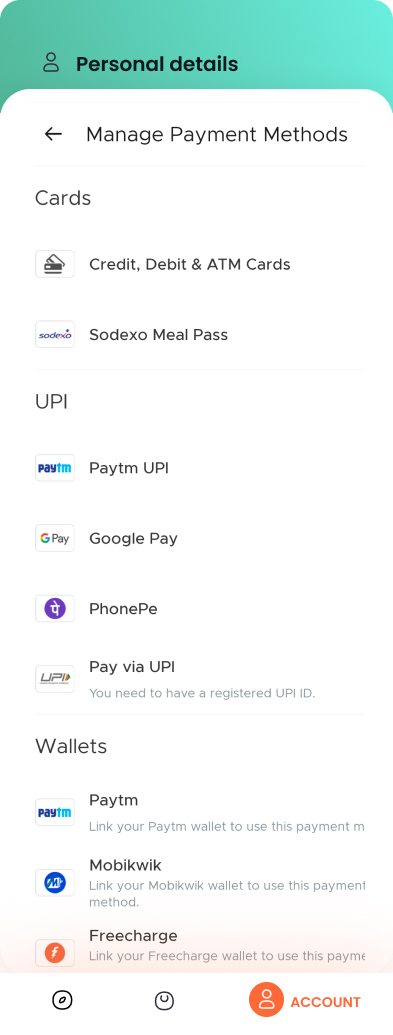 Personal details
Manage Payment Methods
Cards
Credit, Debit & ATM Cards
sodexo
Sodexo Meal Pass
UPI
paytm
Paytm UPI
G Pay
Google Pay
पे
PhonePe
UPI
Pay via UPI
You need to have a registered UPI ID.
Wallets
paytm
Paytm
Link your Paytm wallet to use this payment m
Mobikwik
Link your Mobikwik wallet to use this payment
method.
Freecharge
Link your Freecharge wallet to use this payme
ACCOUNT